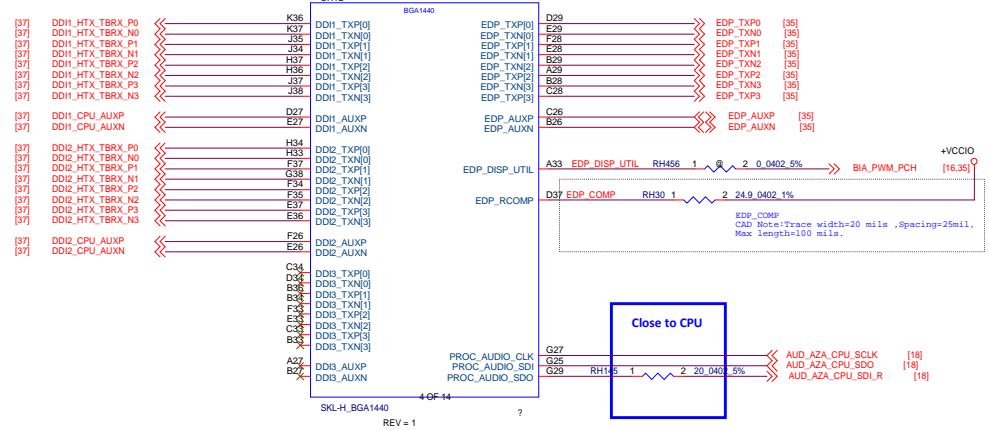 BGA1440
[37] DDI1_HTX_TBRX_P0 K36 DDI1_TXP[0] EDP_TXP[0] D29 EDP_TXP0 [35]
[37] DDI1_HTX_TBRX_N0 K37 DDI1_TXN[0] EDP_TXN[0] E29 EDP_TXN0 [35]
[37] DDI1_HTX_TBRX_P1 J35 DDI1_TXP[1] EDP_TXP[1] F28 EDP_TXP1 [35]
[37] DDI1_HTX_TBRX_N1 J34 DDI1_TXN[1] EDP_TXN[1] E28 EDP_TXN1 [35]
[37] DDI1_HTX_TBRX_P2 H37 DDI1_TXP[2] EDP_TXN[2] B29 EDP_TXN2 [35]
[37] DDI1_HTX_TBRX_N2 H36 DDI1_TXN[2] EDP_TXP[2] A29 EDP_TXP2 [35]
[37] DDI1_HTX_TBRX_P3 J37 DDI1_TXP[3] EDP_TXN[3] B28 EDP_TXN3 [35]
[37] DDI1_HTX_TBRX_N3 J38 DDI1_TXN[3] EDP_TXP[3] C28 EDP_TXP3 [35]
[37] DDI1_CPU_AUXP D27 DDI1_AUXP EDP_AUXP C26 EDP_AUXP [35]
[37] DDI1_CPU_AUXN E27 DDI1_AUXN EDP_AUXN B26 EDP_AUXN [35]
[37] DDI2_HTX_TBRX_P0 H34 DDI2_TXP[0]
[37] DDI2_HTX_TBRX_N0 H33 DDI2_TXN[0]
+VCCIO
[37] DDI2_HTX_TBRX_P1 F37 DDI2_TXP[1] EDP_DISP_UTIL A33 EDP_DISP_UTIL RH456 1 @ 2 0_0402_5% BIA_PWM_PCH [16,35]
[37] DDI2_HTX_TBRX_N1 G38 DDI2_TXN[1]
[37] DDI2_HTX_TBRX_P2 F34 DDI2_TXP[2]
[37] DDI2_HTX_TBRX_N2 F35 DDI2_TXN[2] EDP_RCOMP D37 EDP_COMP RH30 1 2 24.9_0402_1%
[37] DDI2_HTX_TBRX_P3 E37 DDI2_TXP[3]
[37] DDI2_HTX_TBRX_N3 E36 DDI2_TXN[3]
EDP_COMP
CAD Note:Trace width=20 mils ,Spacing=25mil,
Max length=100 mils.
[37] DDI2_CPU_AUXP F26 DDI2_AUXP
[37] DDI2_CPU_AUXN E26 DDI2_AUXN
C34 DDI3_TXP[0]
D34 DDI3_TXN[0]
B36 DDI3_TXP[1]
B34 DDI3_TXN[1]
F33 DDI3_TXP[2]
E33 DDI3_TXN[2]
C33 DDI3_TXP[3]
B33 DDI3_TXN[3]
Close to CPU
A27 DDI3_AUXP
B27 DDI3_AUXN
PROC_AUDIO_CLK G27 AUD_AZA_CPU_SCLK [18]
PROC_AUDIO_SDI G25 AUD_AZA_CPU_SDO [18]
PROC_AUDIO_SDO G29 RH145 1 2 20_0402_5% AUD_AZA_CPU_SDI_R [18]
4 OF 14
SKL-H_BGA1440
?
REV = 1